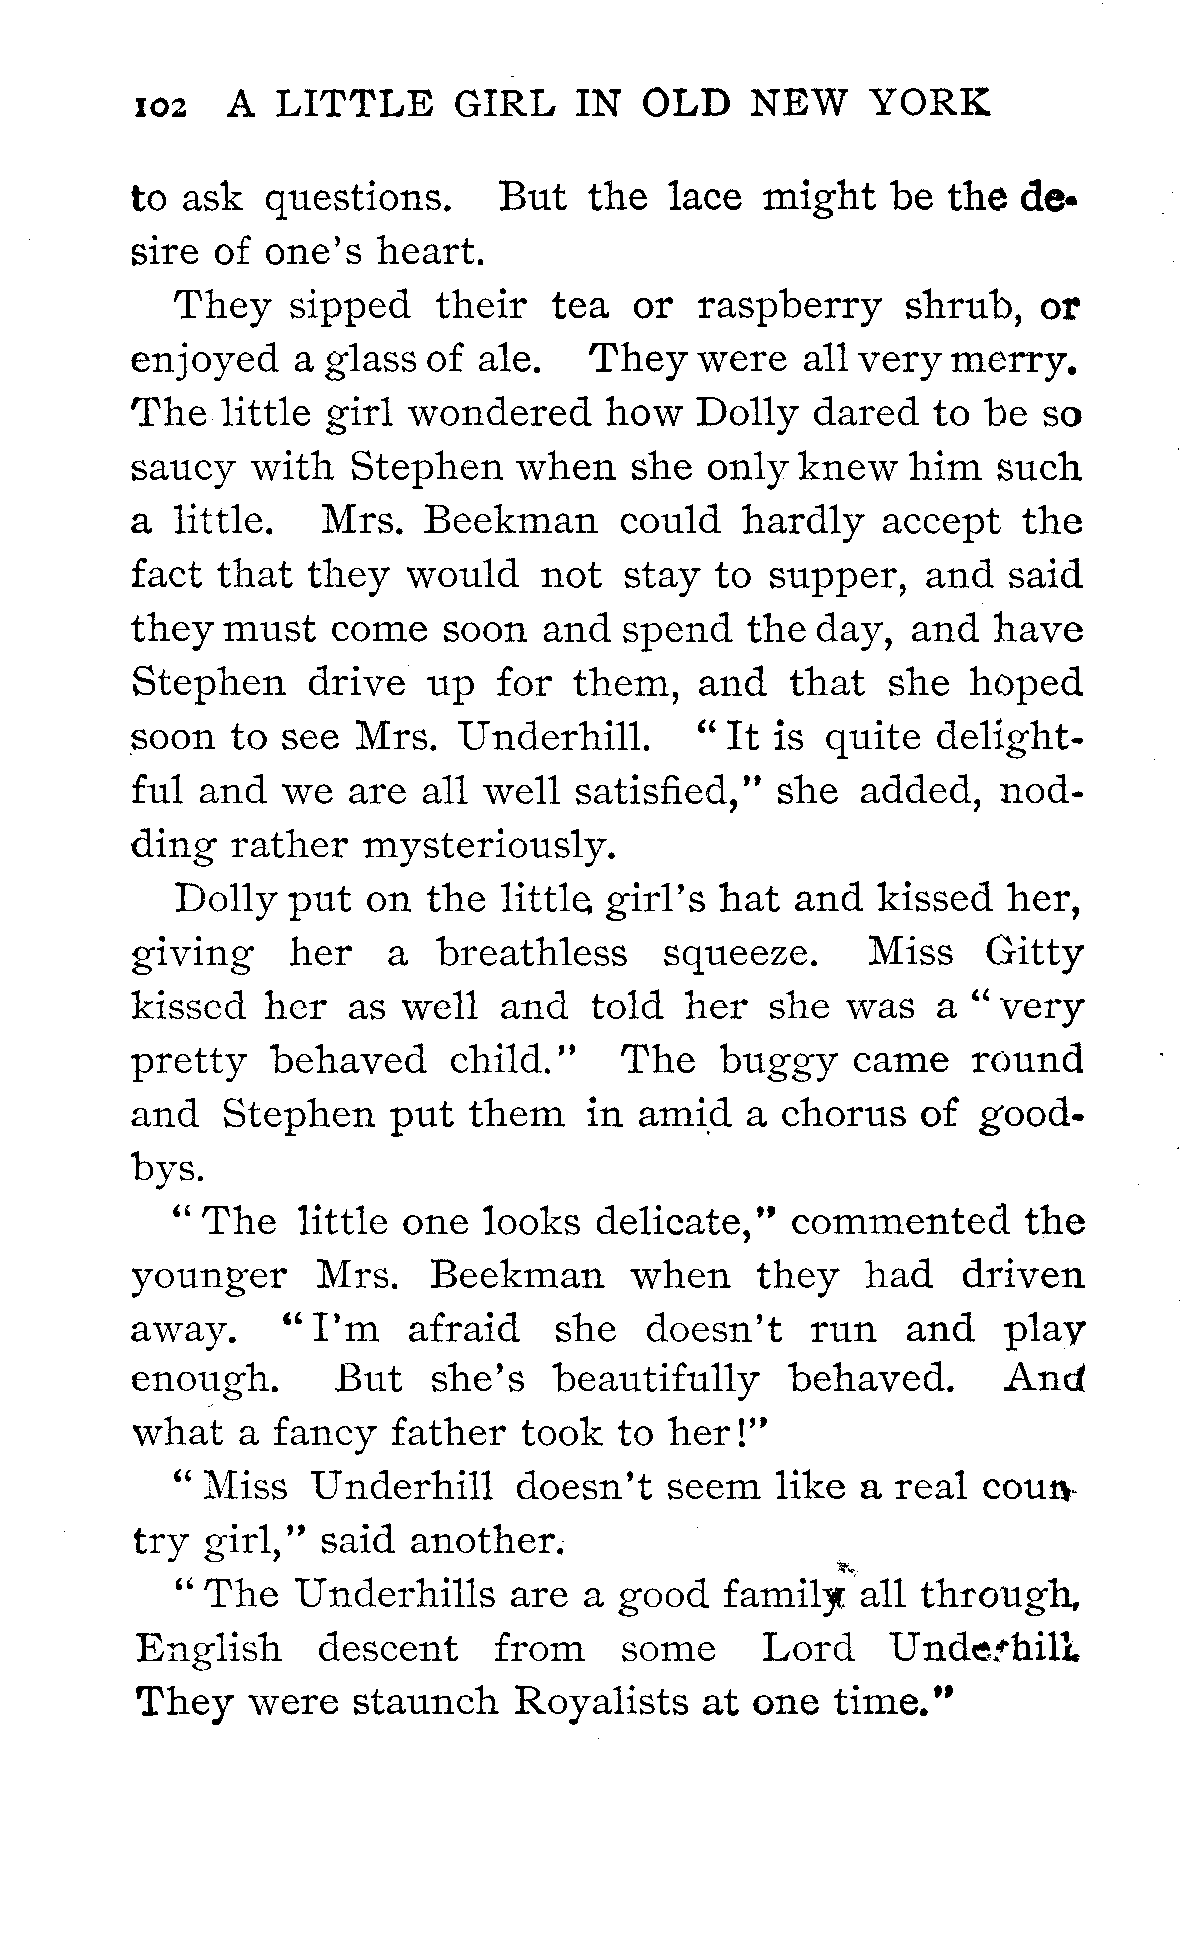 102 A LITTLE GIRL IN OLD NEW YORK
to ask questions. But the lace might be the de-
sire of one's heart.
They sipped their tea or raspberry shrub, or
enjoyed a glass of ale. They were all very merry.
The little girl wondered how Dolly dared to be so
saucy with Stephen when she only knew him such
a little. Mrs. Beekman could hardly accept the
fact that they would not stay to supper, and said
they must come soon and spend the day, and have
Stephen drive up for them, and that she hoped
soon to see Mrs. Underhill. "It is quite delight-
ful and we are all well satisfied," she added, nod-
ding rather mysteriously.
Dolly put on the little girl's hat and kissed her,
giving her a breathless squeeze. Miss Gitty
kissed her as well and told her she was a "very
pretty behaved child." The buggy came round
and Stephen put them in amid a chorus of good-
bys.
"The little one looks delicate," commented the
younger Mrs. Beekman when they had driven
away. "I'm afraid she doesn't run and play
enough. But she's beautifully behaved. And
what a fancy father took to her!"
"Miss Underhill doesn't seem like a real coun-
try girl," said another.
"The Underhills are a good family all through,
English descent from some Lord Underhill.
They were staunch Royalists at one time."